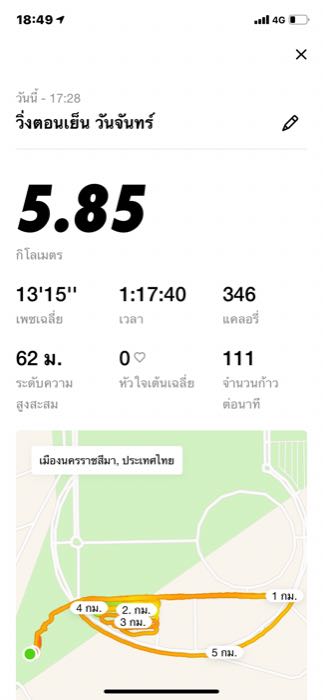 18:49
4G
วันนี้ - 17:28
วิ่งตอนเย็น วันจันทร์
5.85
กิโลเมตร
13'15"
1:17:40
346
เพซเฉลี่ย
เวลา
แคลอรี่
62 ม.
0
111
ระดับความ
สูงสะสม
หัวใจเต้นเฉลี่ย
จำนวนก้าว
ต่อนาที
เมืองนครราชสีมา, ประเทศไทย
1 กม.
4 กม.
2. กม.
3 กม.
5 กม.